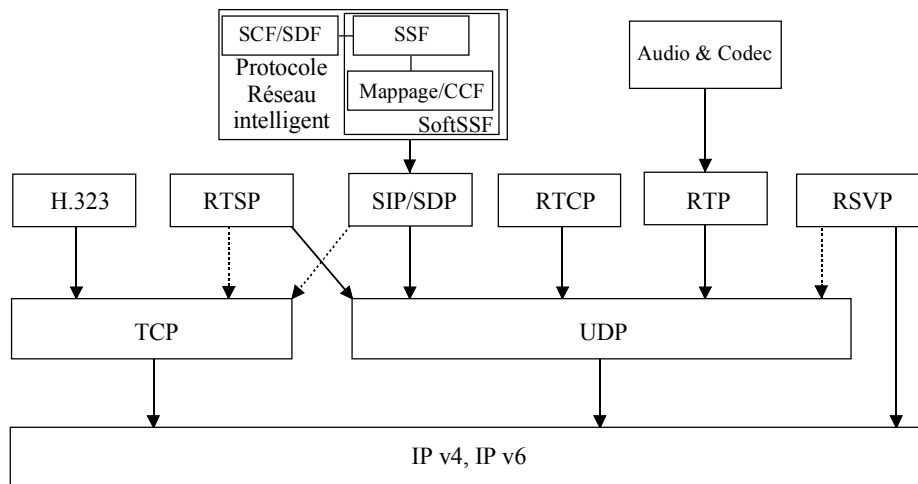 SCF/SDF
SSF
Protocole
Réseau
intelligent
Mappage/CCF
SoftSSF
Audio & Codec
H.323
RTSP
SIP/SDP
RTCP
RTP
RSVP
TCP
UDP
IP v4, IP v6